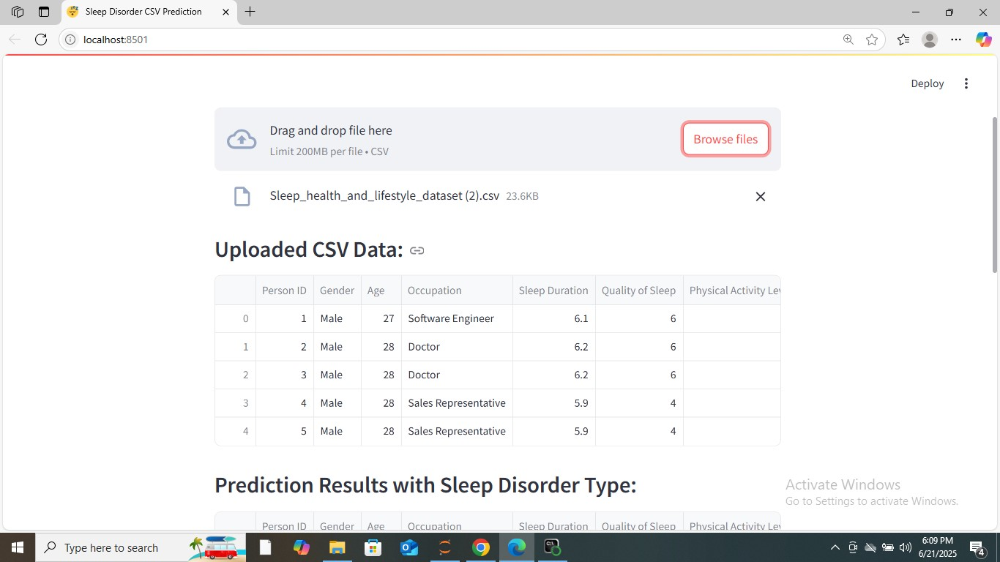 Sleep Disorder CSV Prediction
localhost:8501
Deploy
Drag and drop file here
Limit 200MB per file • CSV
Browse files
Sleep_health_and_lifestyle_dataset (2).csv 23.6KB
Uploaded CSV Data:
Person ID Gender Age Occupation Sleep Duration Quality of Sleep Physical Activity Lev
0 1 Male 27 Software Engineer 6.1 6
1 2 Male 28 Doctor 6.2 6
2 3 Male 28 Doctor 6.2 6
3 4 Male 28 Sales Representative 5.9 4
4 5 Male 28 Sales Representative 5.9 4
Prediction Results with Sleep Disorder Type:
Person ID Gender Age Occupation Sleep Duration Quality of Sleep Physical Activity Lev
Activate Windows
Go to Settings to activate Windows.
Type here to search
6:09 PM
6/21/2025
4